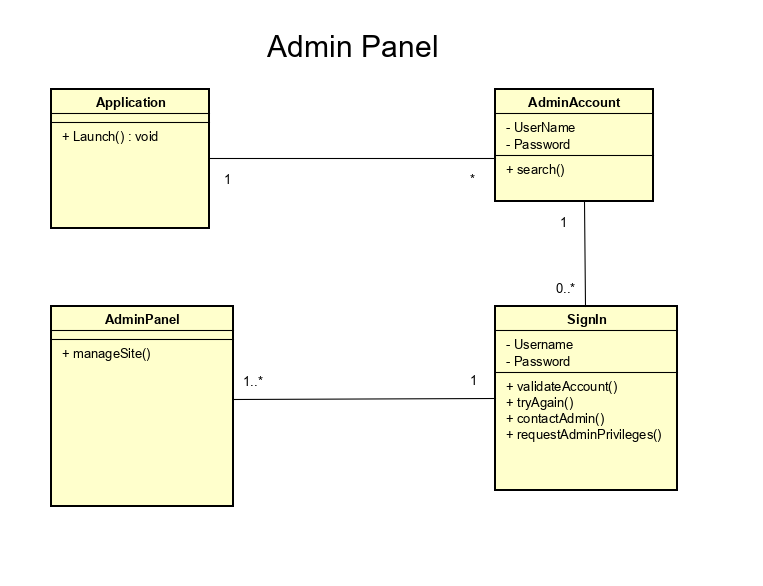 Admin Panel
Application
+ Launch() : void
AdminAccount
- UserName
- Password
+ search()
1
*
1
0..*
AdminPanel
+ manageSite()
SignIn
- Username
- Password
+ validateAccount()
+ tryAgain()
+ contactAdmin()
+ requestAdminPrivileges()
1..*
1